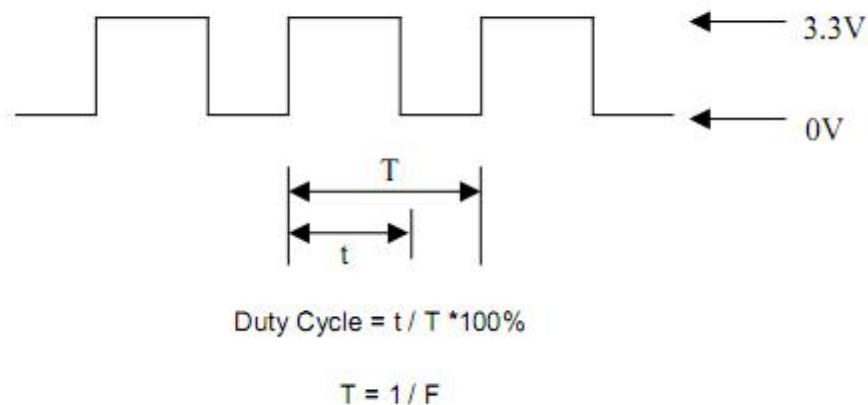 3.3V
0V
T
t
Duty Cycle = t / T *100%
T = 1 / F